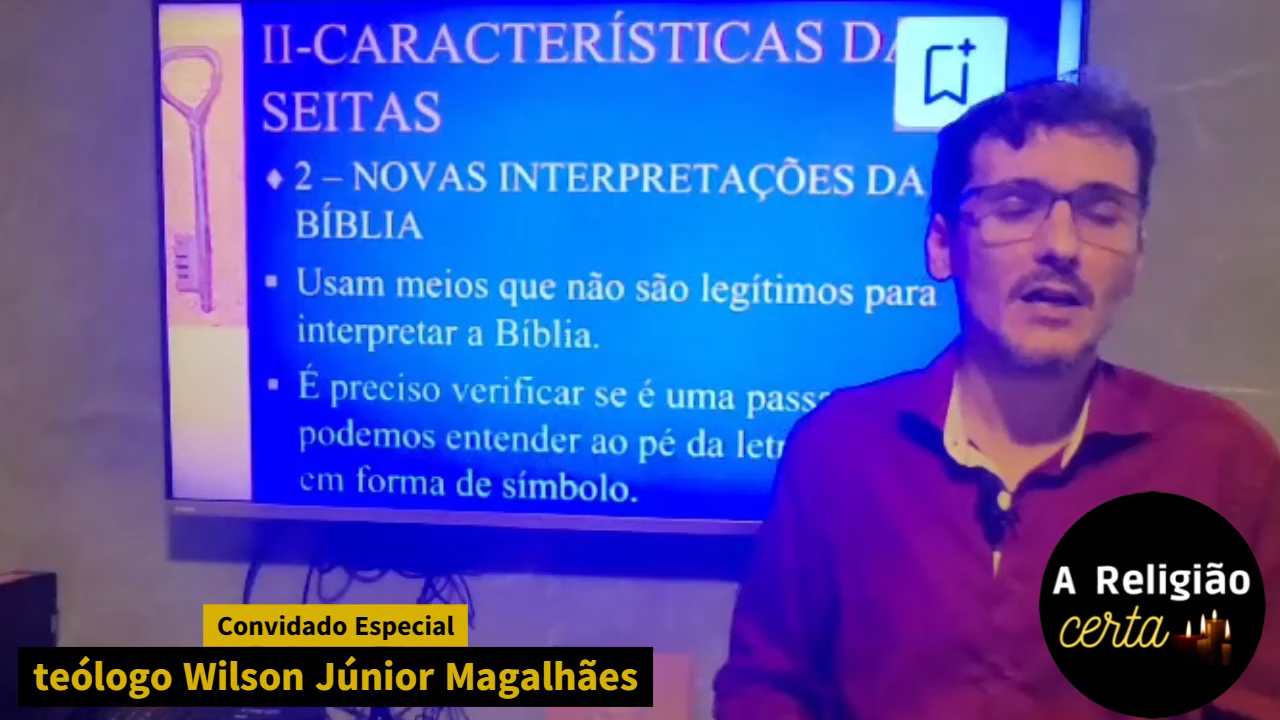 II-CARACTERÍSTICAS DA
SEITAS
2 – NOVAS INTERPRETAÇÕES DA
BÍBLIA
Usam meios que não são legítimos para
interpretar a Bíblia.
É preciso verificar se é uma
podemos entender ao pé da
em forma de símbolo.
A Religião
certa
Convidado Especial
teólogo Wilson Júnior Magalhães